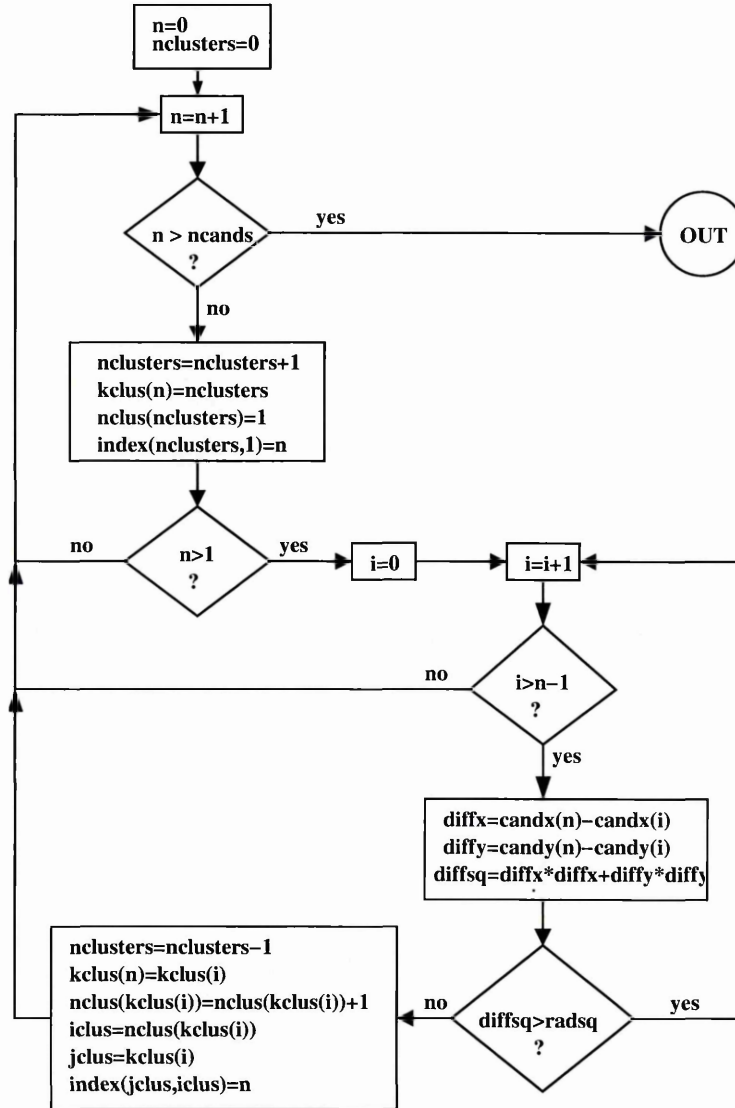 n=0
nclusters=0
n=n+1
n > ncands
?
yes
OUT
no
nclusters=nclusters+1
kclus(n)=nclusters
nclus(nclusters)=1
index(nclusters,1)=n
no
n>1
?
yes
i=0
i=i+1
no
i>n−1
?
yes
diffx=candx(n)−candx(i)
diffy=candy(n)−candy(i)
diffsq=diffx*diffx+diffy*diffy
nclusters=nclusters−1
kclus(n)=kclus(i)
nclus(kclus(i))=nclus(kclus(i))+1
iclus=nclus(kclus(i))
jclus=kclus(i)
index(jclus,iclus)=n
no
diffsq>radsq
?
yes